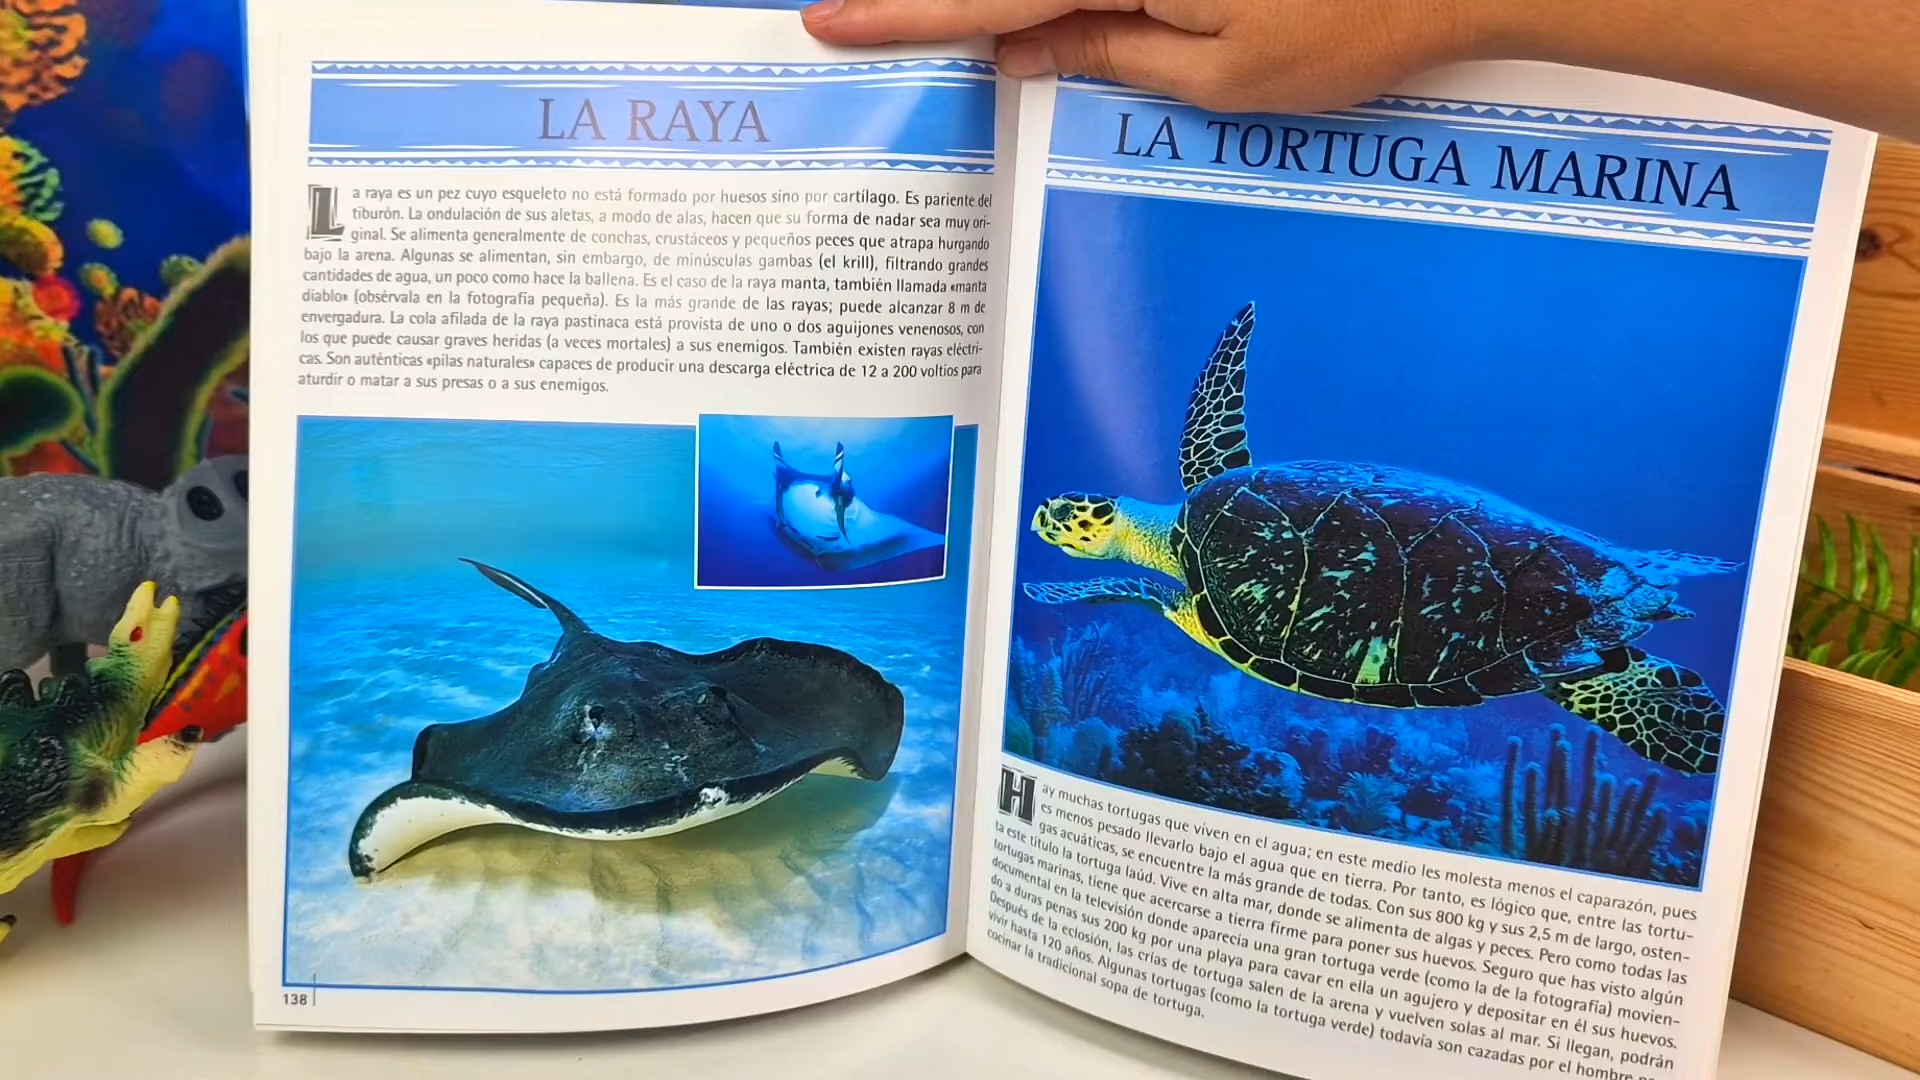 LA RAYA
La raya es un pez cuyo esqueleto no está formado por huesos sino por cartílago. Es pariente del
tiburón. La ondulación de sus aletas, a modo de alas, hacen que su forma de nadar sea muy ori-
ginal. Se alimenta generalmente de conchas, crustáceos y pequeños peces que atrapa hurgando
bajo la arena. Algunas se alimentan, sin embargo, de minúsculas gambas (el krill), filtrando grandes
cantidades de agua, un poco como hace la ballena. Es el caso de la raya manta, también llamada «manta
diablo» (obsérvala en la fotografía pequeña). Es la más grande de las rayas; puede alcanzar 8 m de
envergadura. La cola afilada de la raya pastinaca está provista de uno o dos aguijones venenosos, con
los que puede causar graves heridas (a veces mortales) a sus enemigos. También existen rayas eléctri-
cas. Son auténticas «pilas naturales» capaces de producir una descarga eléctrica de 12 a 200 voltios para
aturdir o matar a sus presas o a sus enemigos.
138
LA TORTUGA MARINA
Hay muchas tortugas que viven en el agua; en este medio les molesta menos el caparazón, pues
es menos pesado llevarlo bajo el agua que en tierra. Por tanto, es lógico que, entre las tortu-
gas acuáticas, se encuentre la más grande de todas. Con sus 800 kg y sus 2,5 m de largo, osten-
ta este título la tortuga laúd. Vive en alta mar, donde se alimenta de algas y peces. Pero como todas las
tortugas marinas, tiene que acercarse a tierra firme para poner sus huevos. Seguro que has visto algún
documental en la televisión donde aparecía una gran tortuga verde (como la de la fotografía) movien-
do a duras penas sus 200 kg por una playa para cavar en ella un agujero y depositar en él sus huevos.
Después de la eclosión, las crías de tortuga salen de la arena y vuelven solas al mar. Si llegan, podrán
vivir hasta 120 años. Algunas tortugas (como la tortuga verde) todavía son cazadas por el hombre
cocinar la tradicional sopa de tortuga.